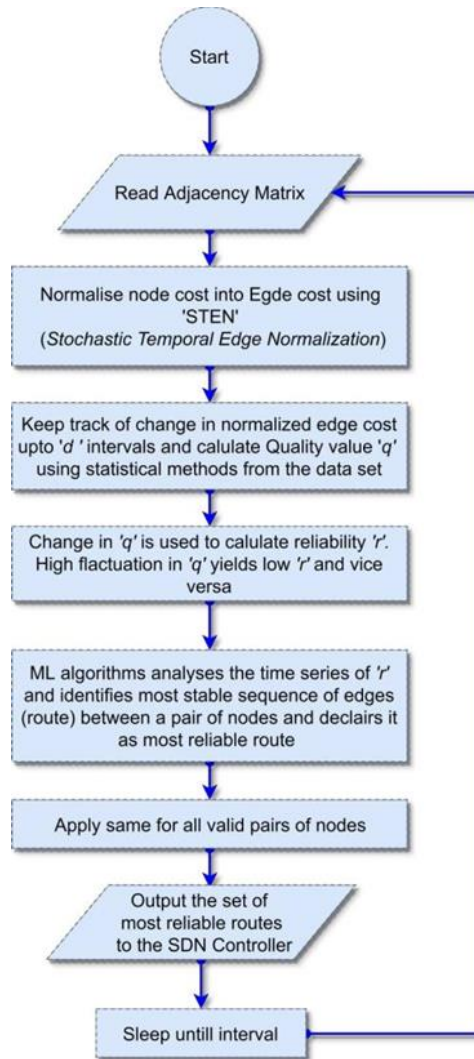 Start
Read Adjacency Matrix
Normalise node cost into Egde cost using
'STEN'
(Stochastic Temporal Edge Normalization)
Keep track of change in normalized edge cost
upto 'd ' intervals and calulate Quality value 'q'
using statistical methods from the data set
Change in 'q' is used to calulate reliability 'r'.
High flactuation in 'q' yields low 'r' and vice
versa
ML algorithms analyses the time series of 'r'
and identifies most stable sequence of edges
(route) between a pair of nodes and declairs it
as most reliable route
Apply same for all valid pairs of nodes
Output the set of
most reliable routes
to the SDN Controller
Sleep untill interval